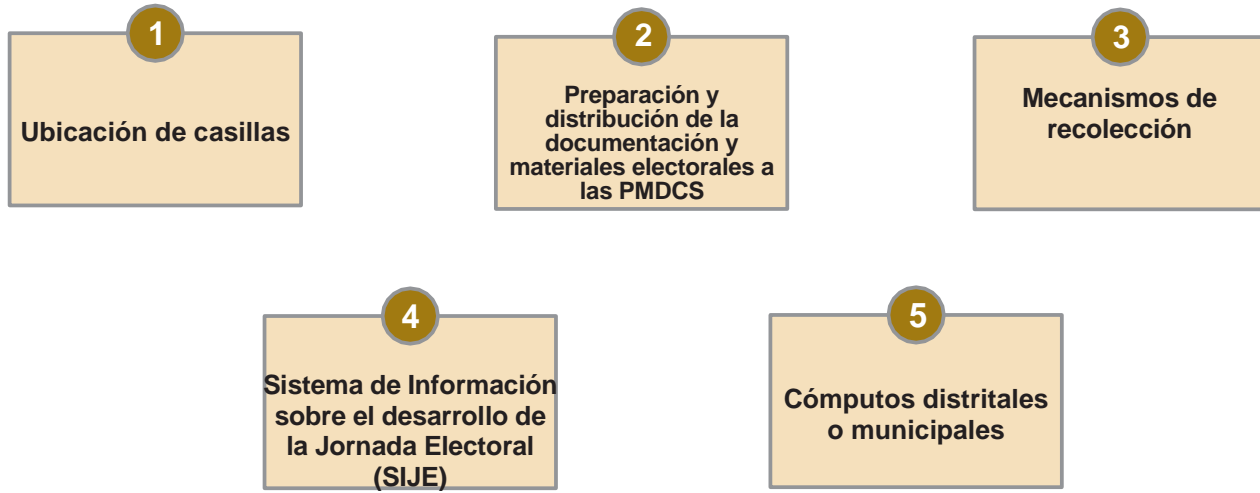 1
Ubicación de casillas
2
Preparación y
distribución de la
documentación y
materiales electorales a
las PMDCS
3
Mecanismos de
recolección
4
Sistema de Información
sobre el desarrollo de
la Jornada Electoral
(SIJE)
5
Cómputos distritales
o municipales